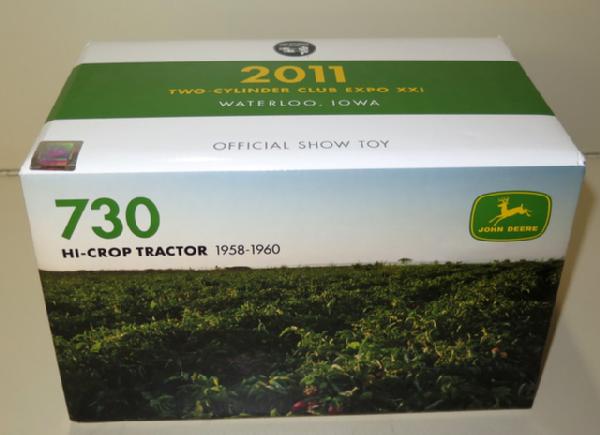 2011
TWO-CYLINDER CLUB EXPO XXI
WATERLOO, IOWA
OFFICIAL SHOW TOY
730
HI-CROP TRACTOR 1958-1960
JOHN DEERE